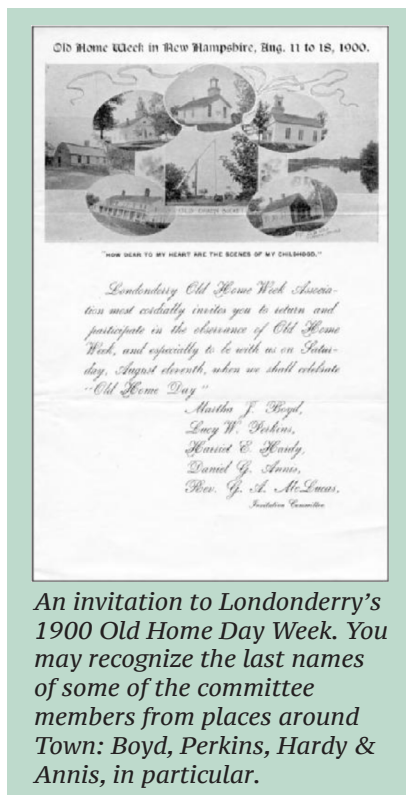 Old Home Week in New Hampshire, Aug. 11 to 18, 1900.
OLD OAKEN BUCKET
"HOW DEAR TO MY HEART ARE THE SCENES OF MY CHILDHOOD."
Londonderry Old Home Week Associa-
tion most cordially invites you to return and
participate in the observance of Old Home
Week, and especially to be with us on Satur-
day, August eleventh, when we shall celebrate
"Old Home Day"
Martha J. Boyd,
Lucy W. Perkins,
Harriet E. Hardy,
Daniel G. Annis,
Rev. G. A. McLucas,
Invitation Committee
An invitation to Londonderry's
1900 Old Home Day Week. You
may recognize the last names
of some of the committee
members from places around
Town: Boyd, Perkins, Hardy &
Annis, in particular.